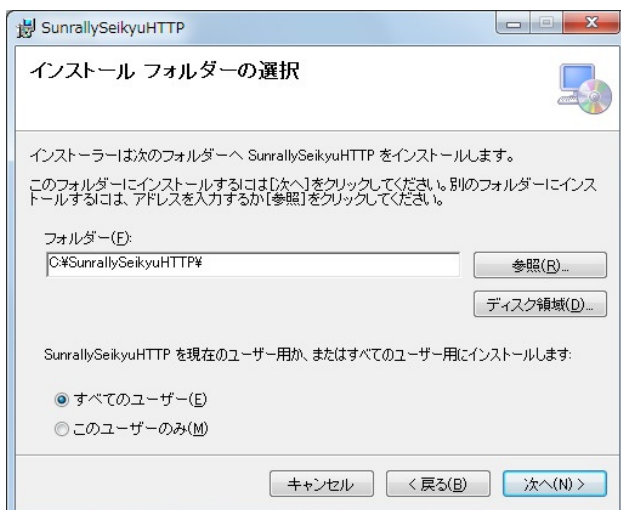 SunrallySeikyuHTTP
インストール フォルダーの選択
インストーラーは次のフォルダーへ SunrallySeikyuHTTP をインストールします。
このフォルダーにインストールするには[次へ]をクリックしてください。別のフォルダーにインス
トールするには、アドレスを入力するか[参照]をクリックしてください。
フォルダー(F):
C:¥SunrallySeikyuHTTP¥
参照(R)...
ディスク領域(D)...
SunrallySeikyuHTTP を現在のユーザー用か、またはすべてのユーザー用にインストールします:
すべてのユーザー(E)
このユーザーのみ(M)
キャンセル
< 戻る(B)
次へ(N) >